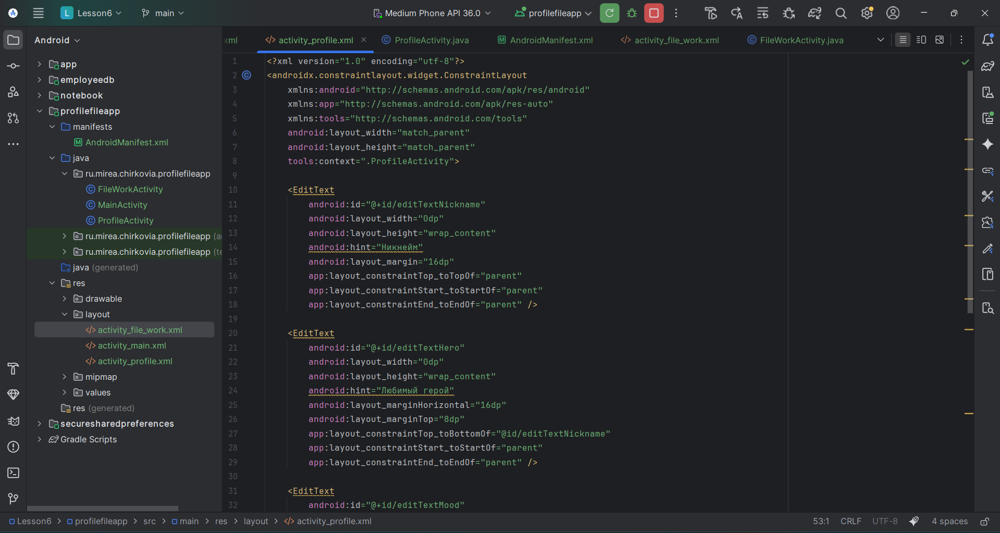 L Lesson6 main Medium Phone API 36.0 profilefileapp
Android
xml activity_profile.xml ProfileActivity.java AndroidManifest.xml activity_file_work.xml FileWorkActivity.java
app
employeedb
notebook
profilefileapp
manifests
AndroidManifest.xml
java
ru.mirea.chirkovia.profilefileapp
FileWorkActivity
MainActivity
ProfileActivity
ru.mirea.chirkovia.profilefileapp
ru.mirea.chirkovia.profilefileapp
java (generated)
res
drawable
layout
activity_file_work.xml
activity_main.xml
activity_profile.xml
mipmap
values
res (generated)
securesharedpreferences
Gradle Scripts
1 <?xml version="1.0" encoding="utf-8"?>
2 <androidx.constraintlayout.widget.ConstraintLayout
3 xmlns:android="http://schemas.android.com/apk/res/android"
4 xmlns:app="http://schemas.android.com/apk/res-auto"
5 xmlns:tools="http://schemas.android.com/tools"
6 android:layout_width="match_parent"
7 android:layout_height="match_parent"
8 tools:context=".ProfileActivity">
9
10 <EditText
11 android:id="@+id/editTextNickname"
12 android:layout_width="0dp"
13 android:layout_height="wrap_content"
14 android:hint="Никнейм"
15 android:layout_margin="16dp"
16 app:layout_constraintTop_toTopOf="parent"
17 app:layout_constraintStart_toStartOf="parent"
18 app:layout_constraintEnd_toEndOf="parent" />
19
20 <EditText
21 android:id="@+id/editTextHero"
22 android:layout_width="0dp"
23 android:layout_height="wrap_content"
24 android:hint="Любимый герой"
25 android:layout_marginHorizontal="16dp"
26 android:layout_marginTop="8dp"
27 app:layout_constraintTop_toBottomOf="@id/editTextNickname"
28 app:layout_constraintStart_toStartOf="parent"
29 app:layout_constraintEnd_toEndOf="parent" />
30
31 <EditText
32 android:id="@+id/editTextMood"
Lesson6 > profilefileapp > src > main > res > layout > activity_profile.xml 53:1 CRLF UTF-8 4 spaces